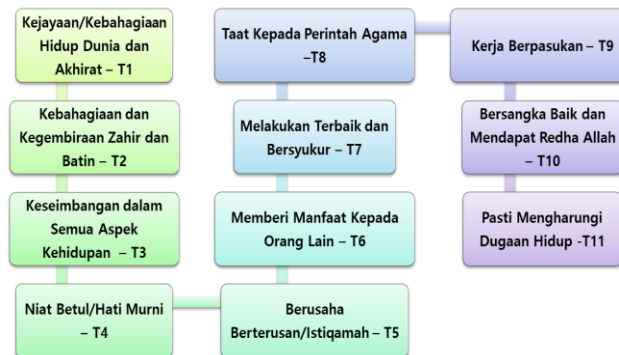 Kejayaan/Kebahagiaan
Hidup Dunia dan
Akhirat – T1
Kebahagiaan dan
Kegembiraan Zahir dan
Batin – T2
Keseimbangan dalam
Semua Aspek
Kehidupan – T3
Niat Betul/Hati Murni
– T4
Berusaha
Berterusan/Istiqamah – T5
Memberi Manfaat Kepada
Orang Lain – T6
Melakukan Terbaik dan
Bersyukur – T7
Taat Kepada Perintah Agama
–T8
Kerja Berpasukan – T9
Bersangka Baik dan
Mendapat Redha Allah
– T10
Pasti Mengharungi
Dugaan Hidup -T11